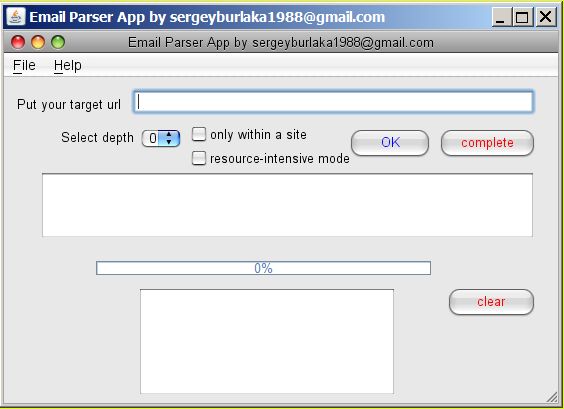 Email Parser App by sergeyburlaka1988@gmail.com
Email Parser App by sergeyburlaka1988@gmail.com
File Help
Put your target url
Select depth 0 only within a site OK complete
resource-intensive mode
0%
clear